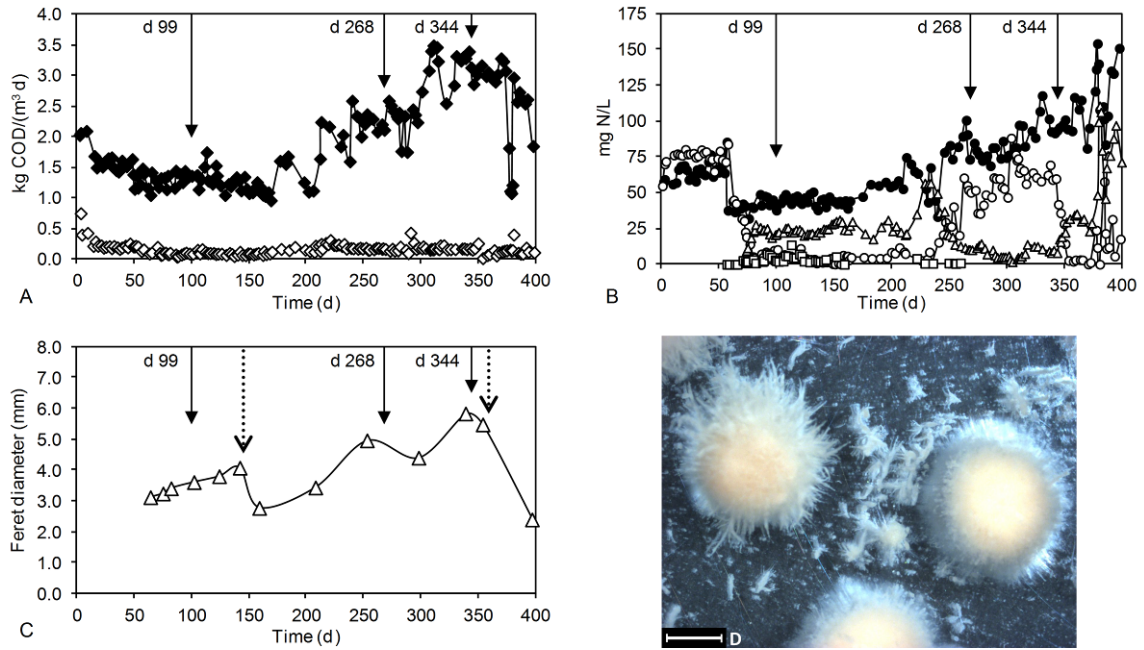 d 99 d 268 d 344
4.0
3.5
3.0
2.5
2.0
1.5
1.0
0.5
0.0
kg COD/(m³ d)
0 50 100 150 200 250 300 350 400
Time (d)
A
d 99 d 268 d 344
175
150
125
100
75
50
25
0
mg N/L
0 50 100 150 200 250 300 350 400
Time (d)
B
d 99 d 268 d 344
8.0
7.0
6.0
5.0
4.0
3.0
2.0
1.0
0.0
Feret diameter (mm)
0 50 100 150 200 250 300 350 400
Time (d)
C
D